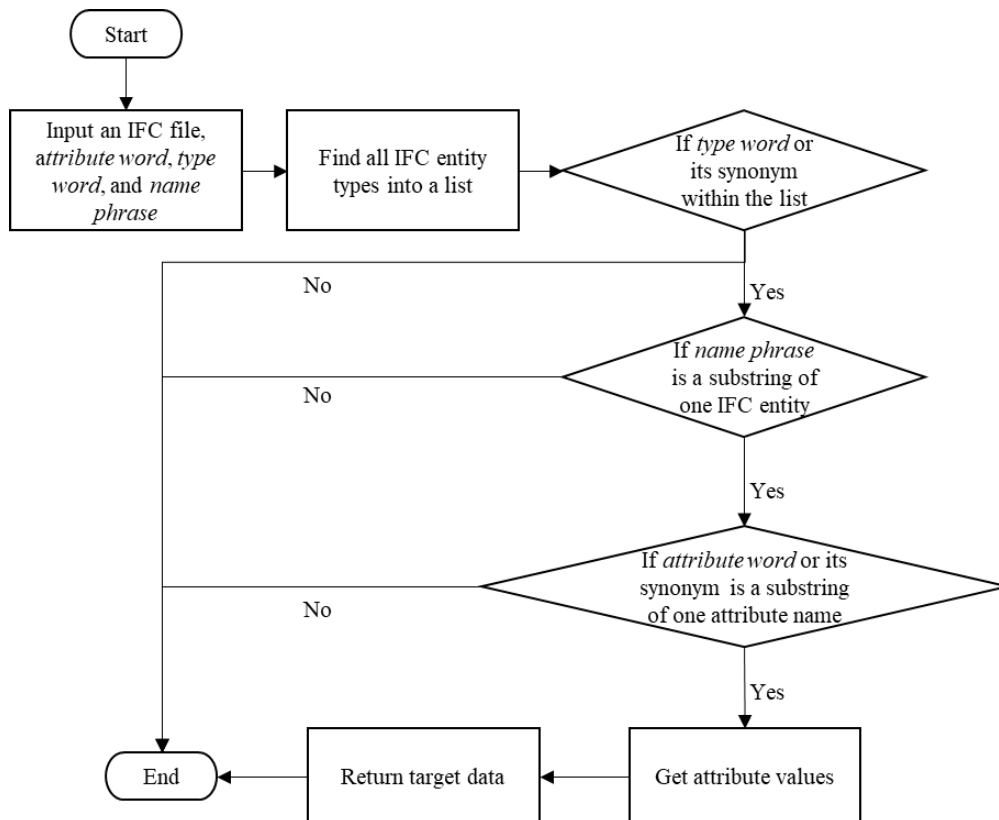 Start
Input an IFC file,
attribute word, type
word, and name
phrase
Find all IFC entity
types into a list
If type word or
its synonym
within the list
No
Yes
If name phrase
is a substring of
one IFC entity
No
Yes
If attribute word or its
synonym is a substring
of one attribute name
No
Yes
End
Return target data
Get attribute values